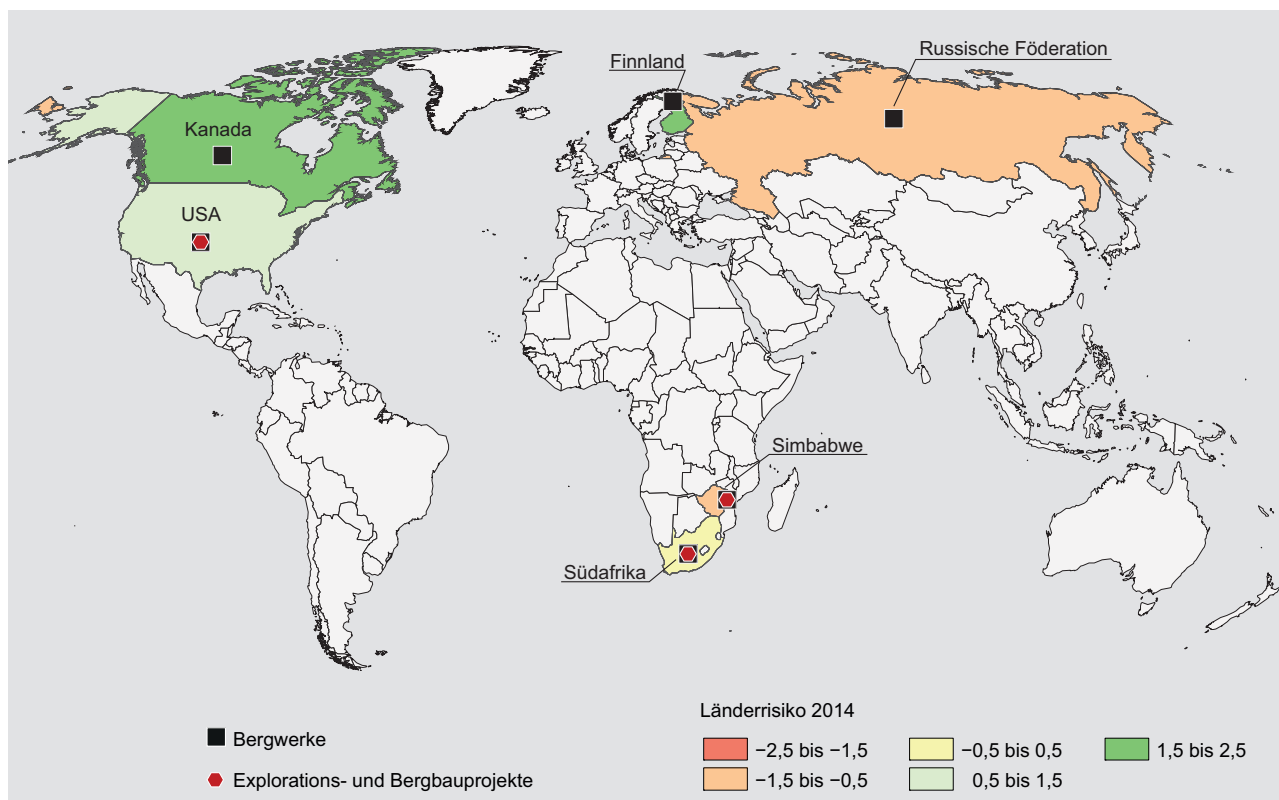 Russische Föderation
Finnland
Kanada
USA
Simbabwe
Südafrika
Bergwerke
Explorations- und Bergbauprojekte
Länderrisiko 2014
−2,5 bis −1,5
−1,5 bis −0,5
−0,5 bis 0,5
0,5 bis 1,5
1,5 bis 2,5